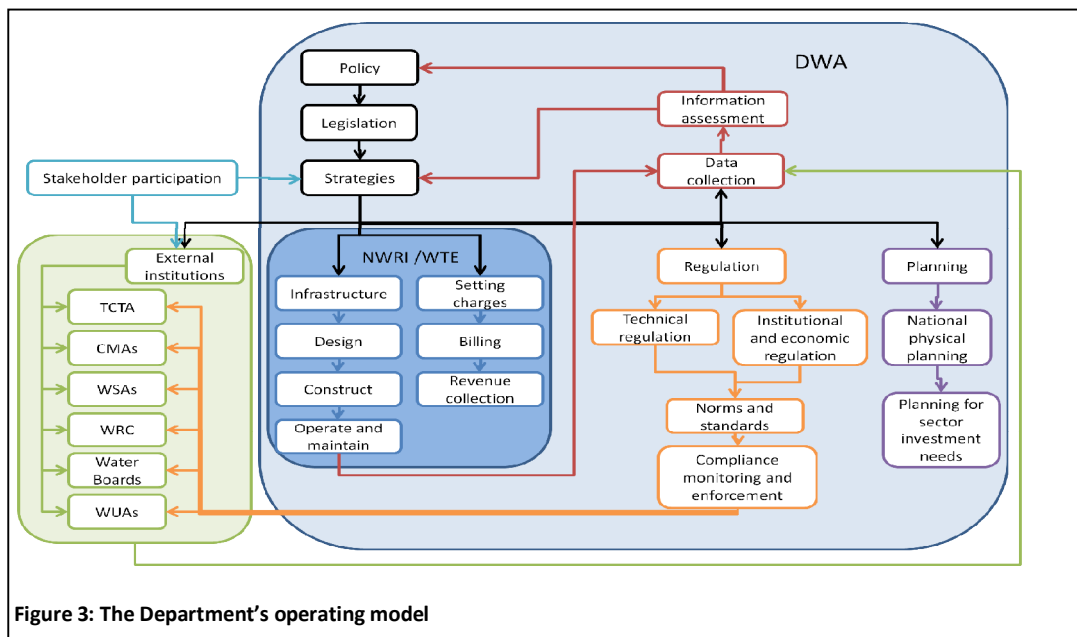 DWA
Policy
Information
assessment
Legislation
Data
collection
Stakeholder participation
Strategies
External
institutions
TCTA
CMAs
WSAs
WRC
Water
Boards
WUAs
NWRI /WTE
Infrastructure
Design
Construct
Operate and
maintain
Setting
charges
Billing
Revenue
collection
Regulation
Technical
regulation
Institutional
and economic
regulation
Norms and
standards
Compliance
monitoring and
enforcement
Planning
National
physical
planning
Planning for
sector
investment
needs
Figure 3: The Department's operating model